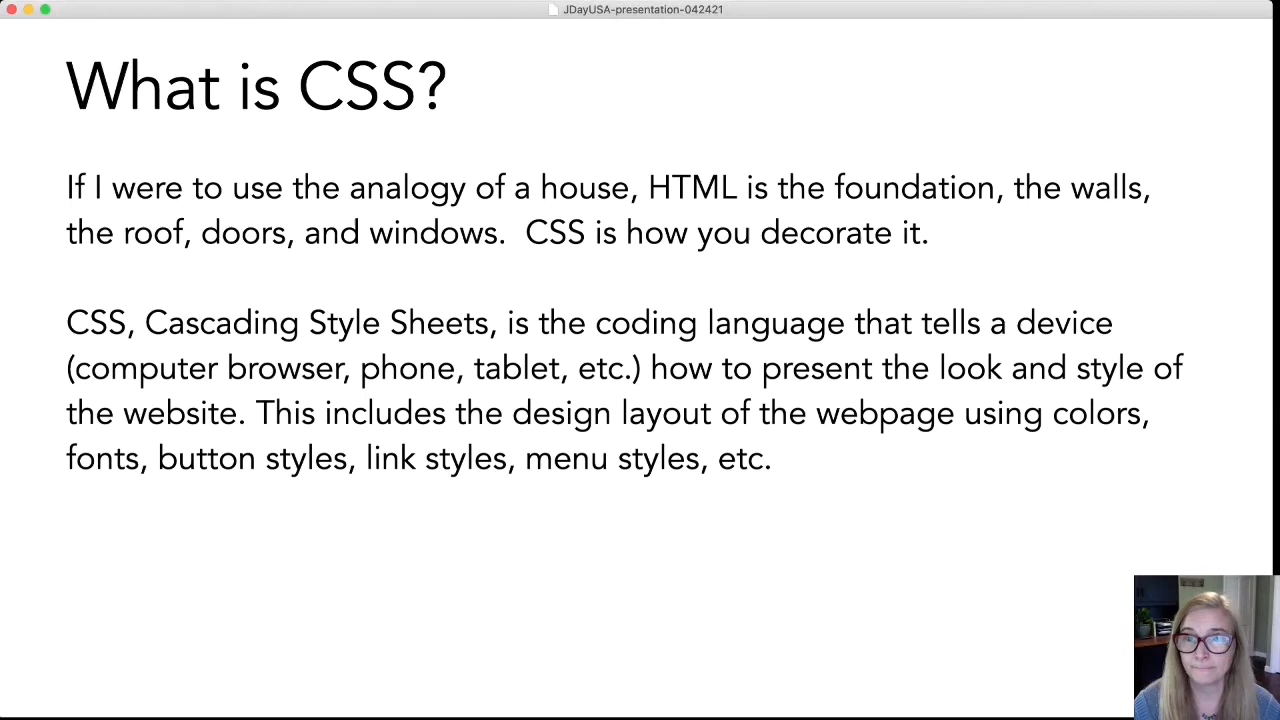 JDayUSA-presentation-042421
What is CSS?
If I were to use the analogy of a house, HTML is the foundation, the walls,
the roof, doors, and windows.  CSS is how you decorate it.
CSS, Cascading Style Sheets, is the coding language that tells a device
(computer browser, phone, tablet, etc.) how to present the look and style of
the website. This includes the design layout of the webpage using colors,
fonts, button styles, link styles, menu styles, etc.